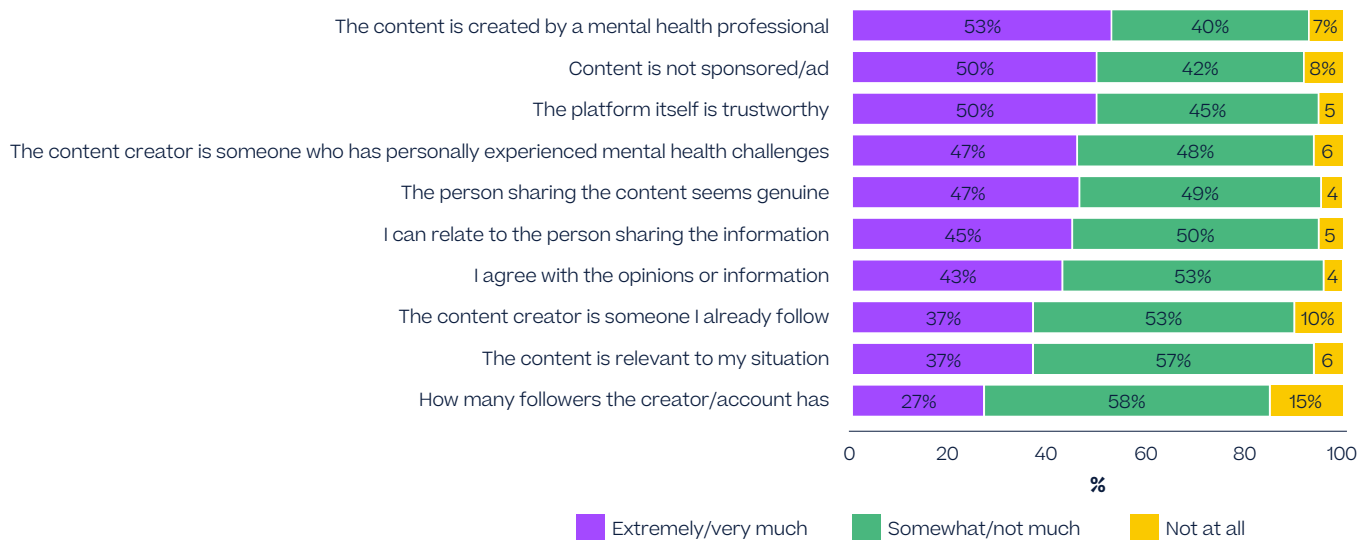 The content is created by a mental health professional 53% 40% 7%
Content is not sponsored/ad 50% 42% 8%
The platform itself is trustworthy 50% 45% 5
The content creator is someone who has personally experienced mental health challenges 47% 48% 6
The person sharing the content seems genuine 47% 49% 4
I can relate to the person sharing the information 45% 50% 5
I agree with the opinions or information 43% 53% 4
The content creator is someone I already follow 37% 53% 10%
The content is relevant to my situation 37% 57% 6
How many followers the creator/account has 27% 58% 15%
0 20 40 60 80 100
%
Extremely/very much Somewhat/not much Not at all